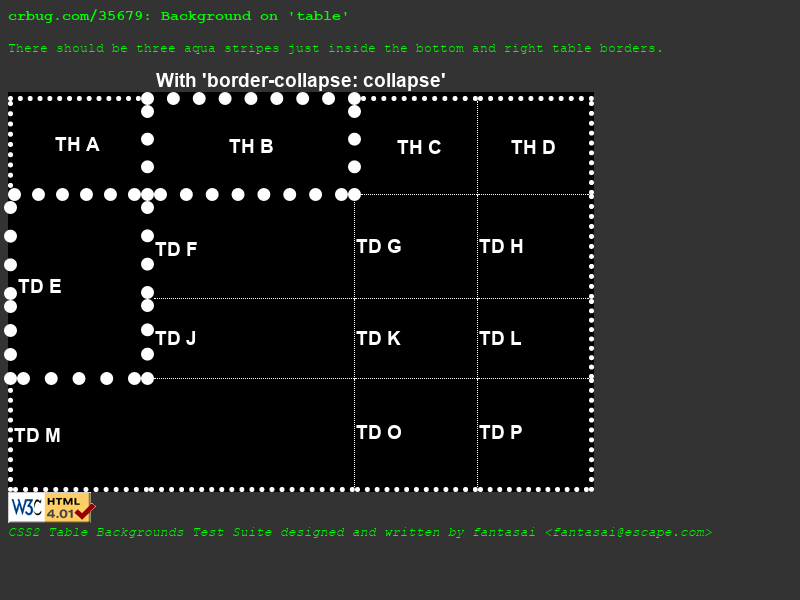 crbug.com/35679: Background on 'table'
There should be three aqua stripes just inside the bottom and right table borders.
With 'border-collapse: collapse'
TH A TH B TH C TH D
TD F TD G TD H
TD E
TD J TD K TD L
TD M TD O TD P
W3C HTML 4.01
CSS2 Table Backgrounds Test Suite designed and written by fantasai <fantasai@escape.com>